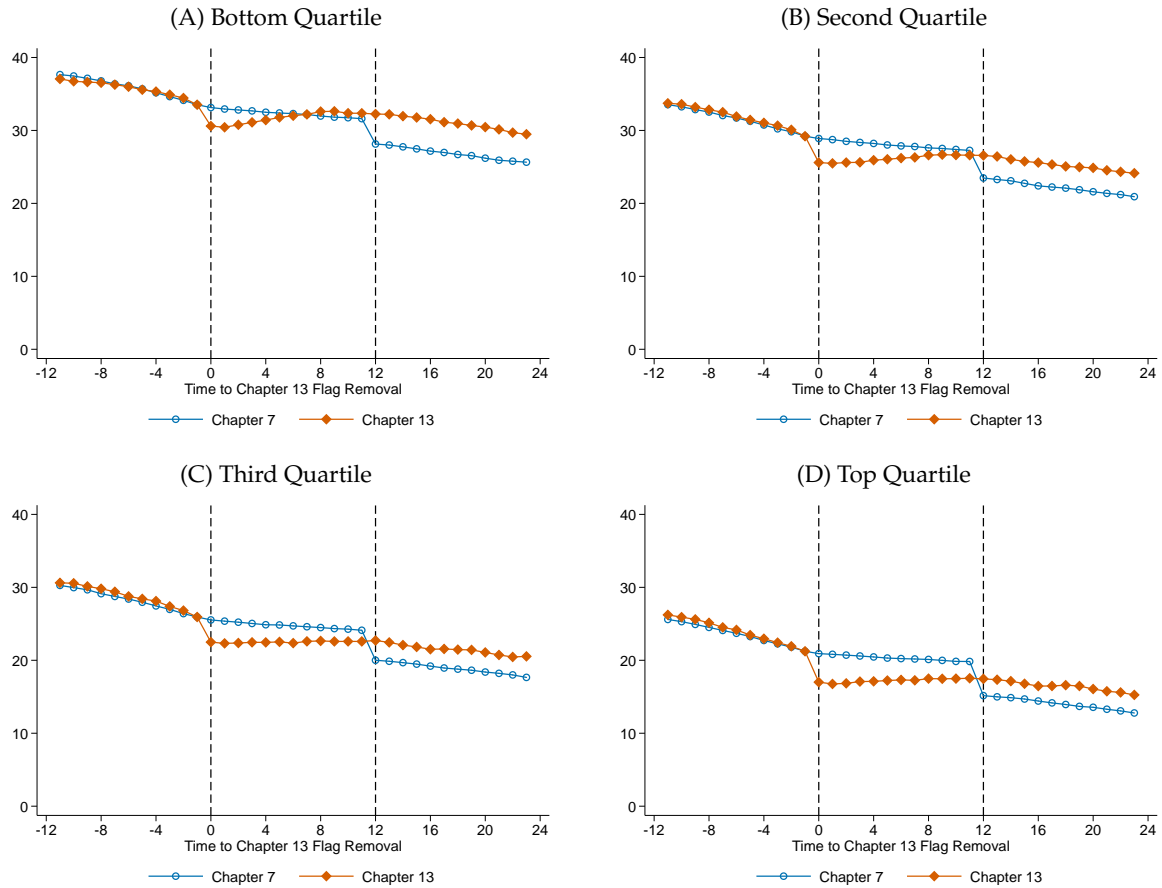 (A) Bottom Quartile
40
30
20
10
0
-12 -8 -4 0 4 8 12 16 20 24
Time to Chapter 13 Flag Removal
Chapter 7 Chapter 13
(B) Second Quartile
40
30
20
10
0
-12 -8 -4 0 4 8 12 16 20 24
Time to Chapter 13 Flag Removal
Chapter 7 Chapter 13
(C) Third Quartile
40
30
20
10
0
-12 -8 -4 0 4 8 12 16 20 24
Time to Chapter 13 Flag Removal
Chapter 7 Chapter 13
(D) Top Quartile
40
30
20
10
0
-12 -8 -4 0 4 8 12 16 20 24
Time to Chapter 13 Flag Removal
Chapter 7 Chapter 13